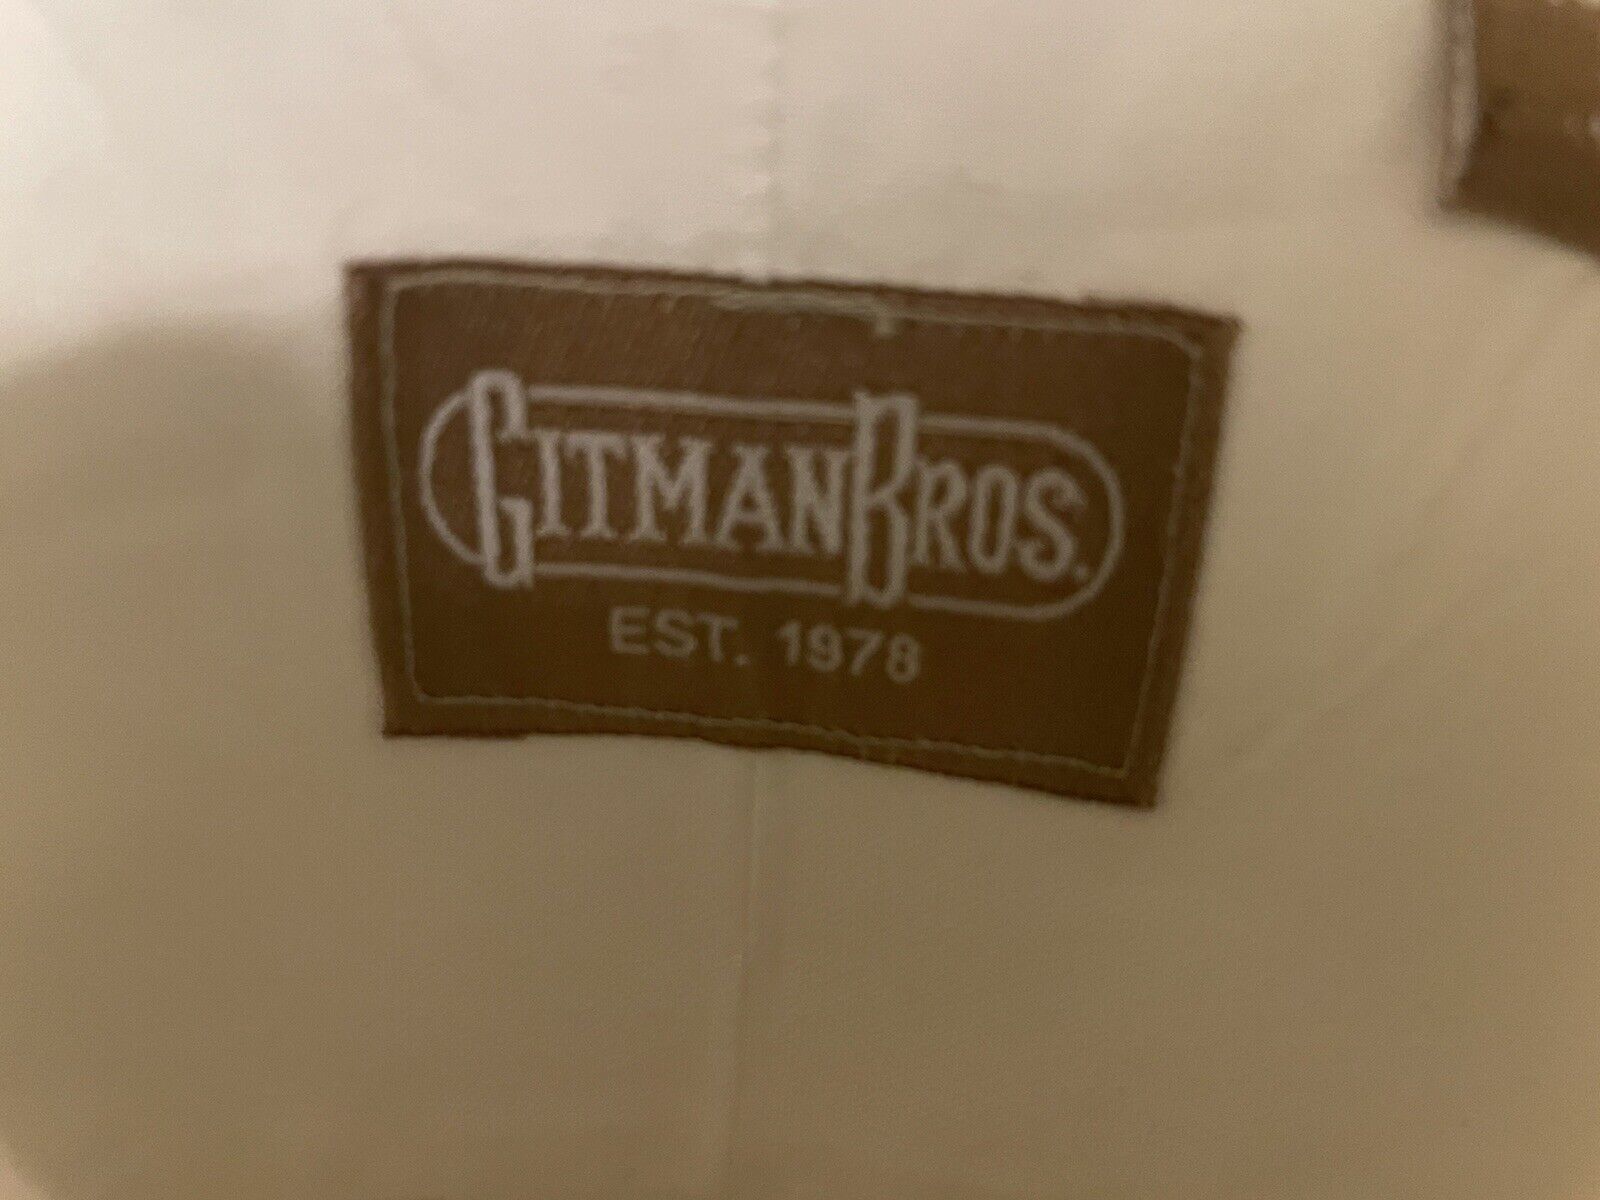 GITMAN BROS.
EST. 1978